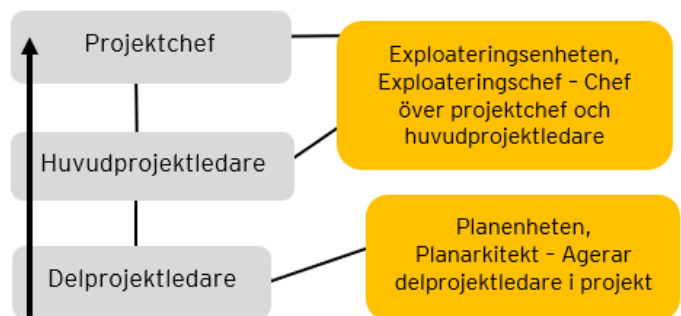 Projektchef
Exploateringsenheten,
Exploateringschef – Chef
över projektchef och
huvudprojektledare
Huvudprojektledare
Planenheten,
Planarkitekt – Agerar
delprojektledare i projekt
Delprojektledare